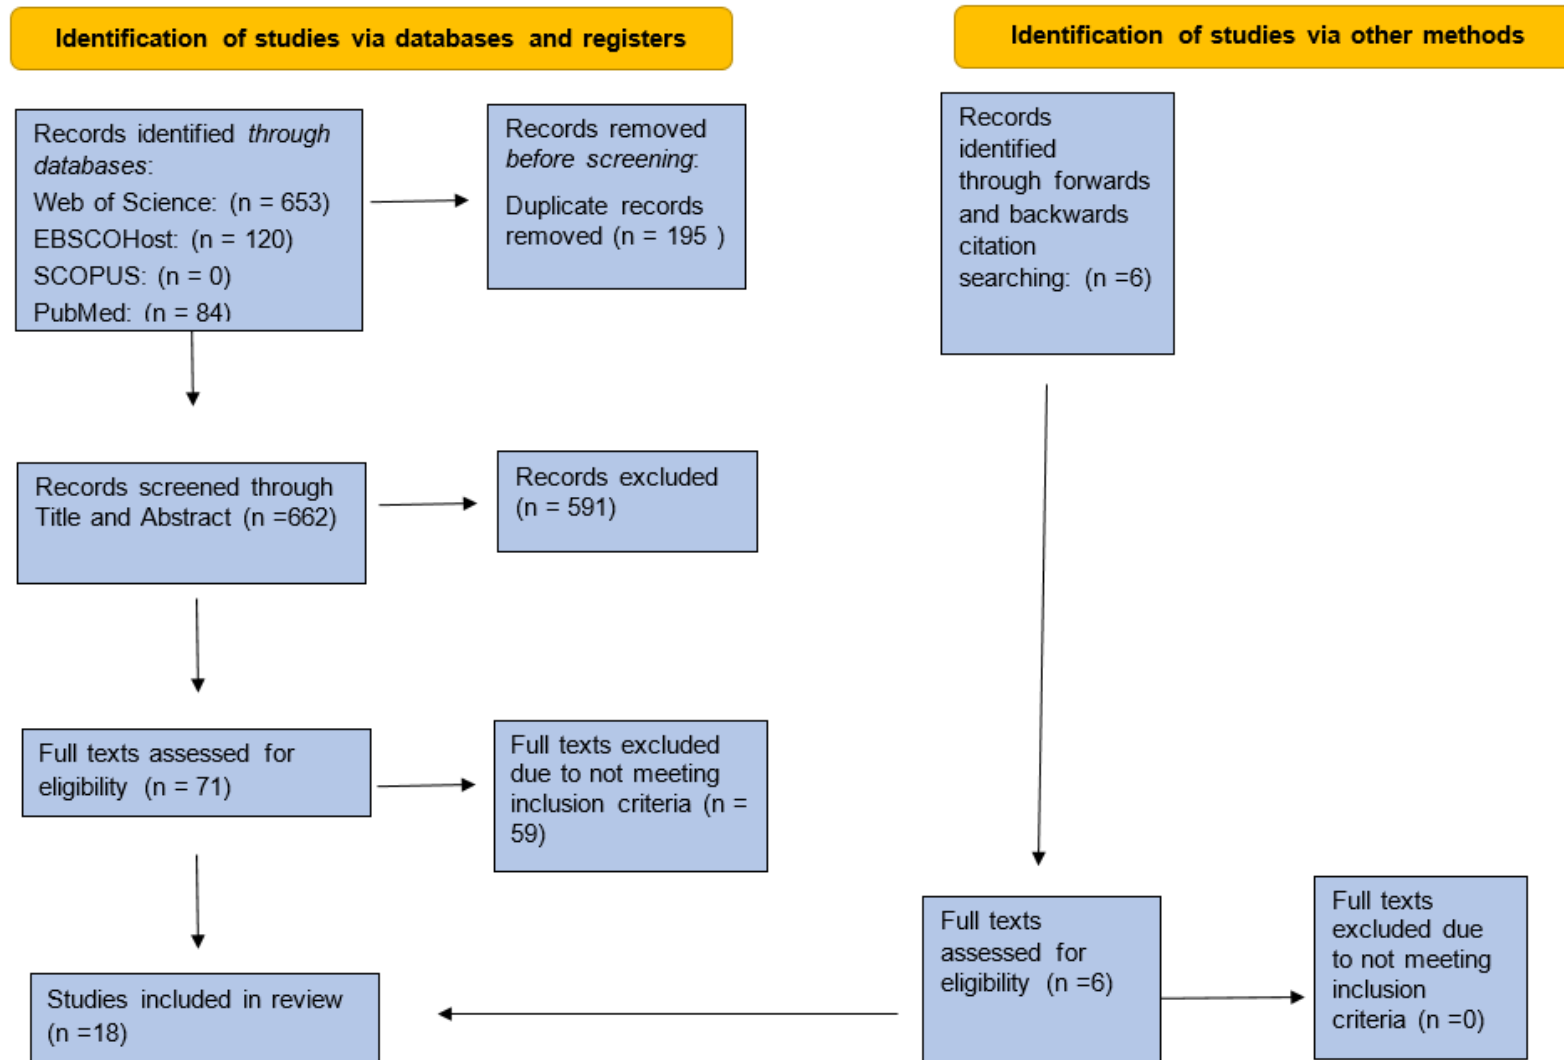 Identification of studies via databases and registers
Identification of studies via other methods
Records identified through
databases:
Web of Science: (n = 653)
EBSCOHost: (n = 120)
SCOPUS: (n = 0)
PubMed: (n = 84)
Records removed
before screening:
Duplicate records
removed (n = 195 )
Records
identified
through forwards
and backwards
citation
searching: (n =6)
Records screened through
Title and Abstract (n =662)
Records excluded
(n = 591)
Full texts assessed for
eligibility (n = 71)
Full texts excluded
due to not meeting
inclusion criteria (n =
59)
Full texts
assessed for
eligibility (n =6)
Full texts
excluded due
to not meeting
inclusion
criteria (n =0)
Studies included in review
(n =18)